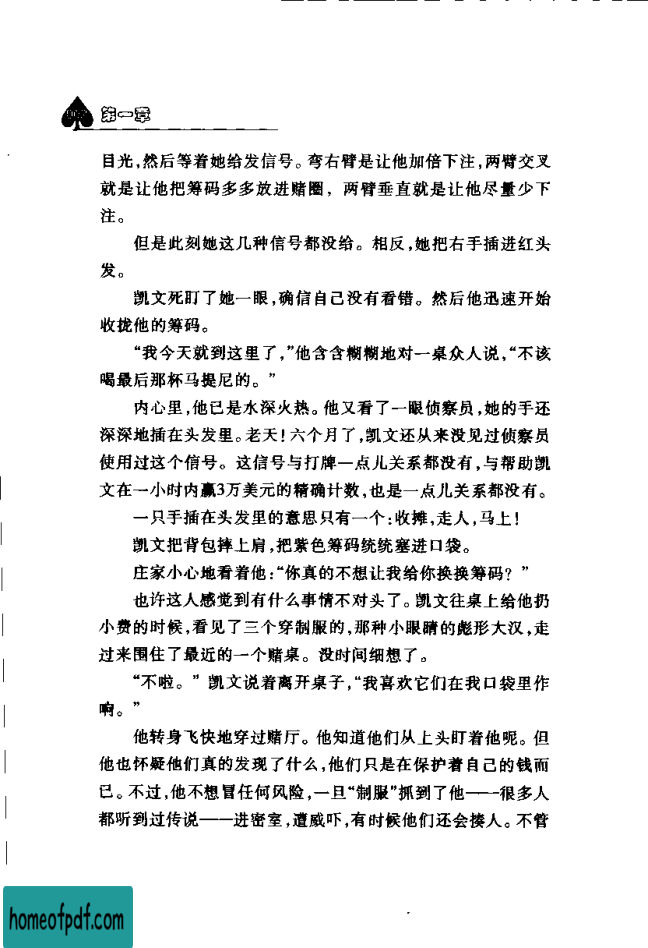 第一章
目光,然后等着她给发信号。弯右臂是让他加倍下注,两臂交叉
就是让他把筹码多多放进赌圈，两臂垂直就是让他尽量少下
注。
但是此刻她这几种信号都没给。相反,她把右手插进红头
发。
凯文死盯了她一眼,确信自己没有看错。然后他迅速开始
收拢他的筹码。
“我今天就到这里了,”他含含糊糊地对一桌众人说,“不该
喝最后那杯马提尼的。”
内心里,他已是水深火热。他又看了一眼侦察员,她的手还
深深地插在头发里。老天!六个月了,凯文还从来没见过侦察员
使用过这个信号。这信号与打牌一点儿关系都没有,与帮助凯
文在一小时内赢3万美元的精确计数,也是一点儿关系都没有。
一只手插在头发里的意思只有一个:收摊,走人,马上!
凯文把背包摔上肩,把紫色筹码统统塞进口袋。
庄家小心地看着他:“你真的不想让我给你换换筹码？”
也许这人感觉到有什么事情不对头了。凯文往桌上给他扔
小费的时候,看见了三个穿制服的,那种小眼睛的彪形大汉,走
过来围住了最近的一个赌桌。没时间细想了。
“不啦。”凯文说着离开桌子,“我喜欢它们在我口袋里作
响。”
他转身飞快地穿过赌厅。他知道他们从上头盯着他呢。但
他也怀疑他们真的发现了什么,他们只是在保护着自己的钱而
已。不过,他不想冒任何风险,一旦“制服”抓到了他——很多人
都听到过传说——进密室,遭威吓,有时候他们还会揍人。不管
homeofpdf.com